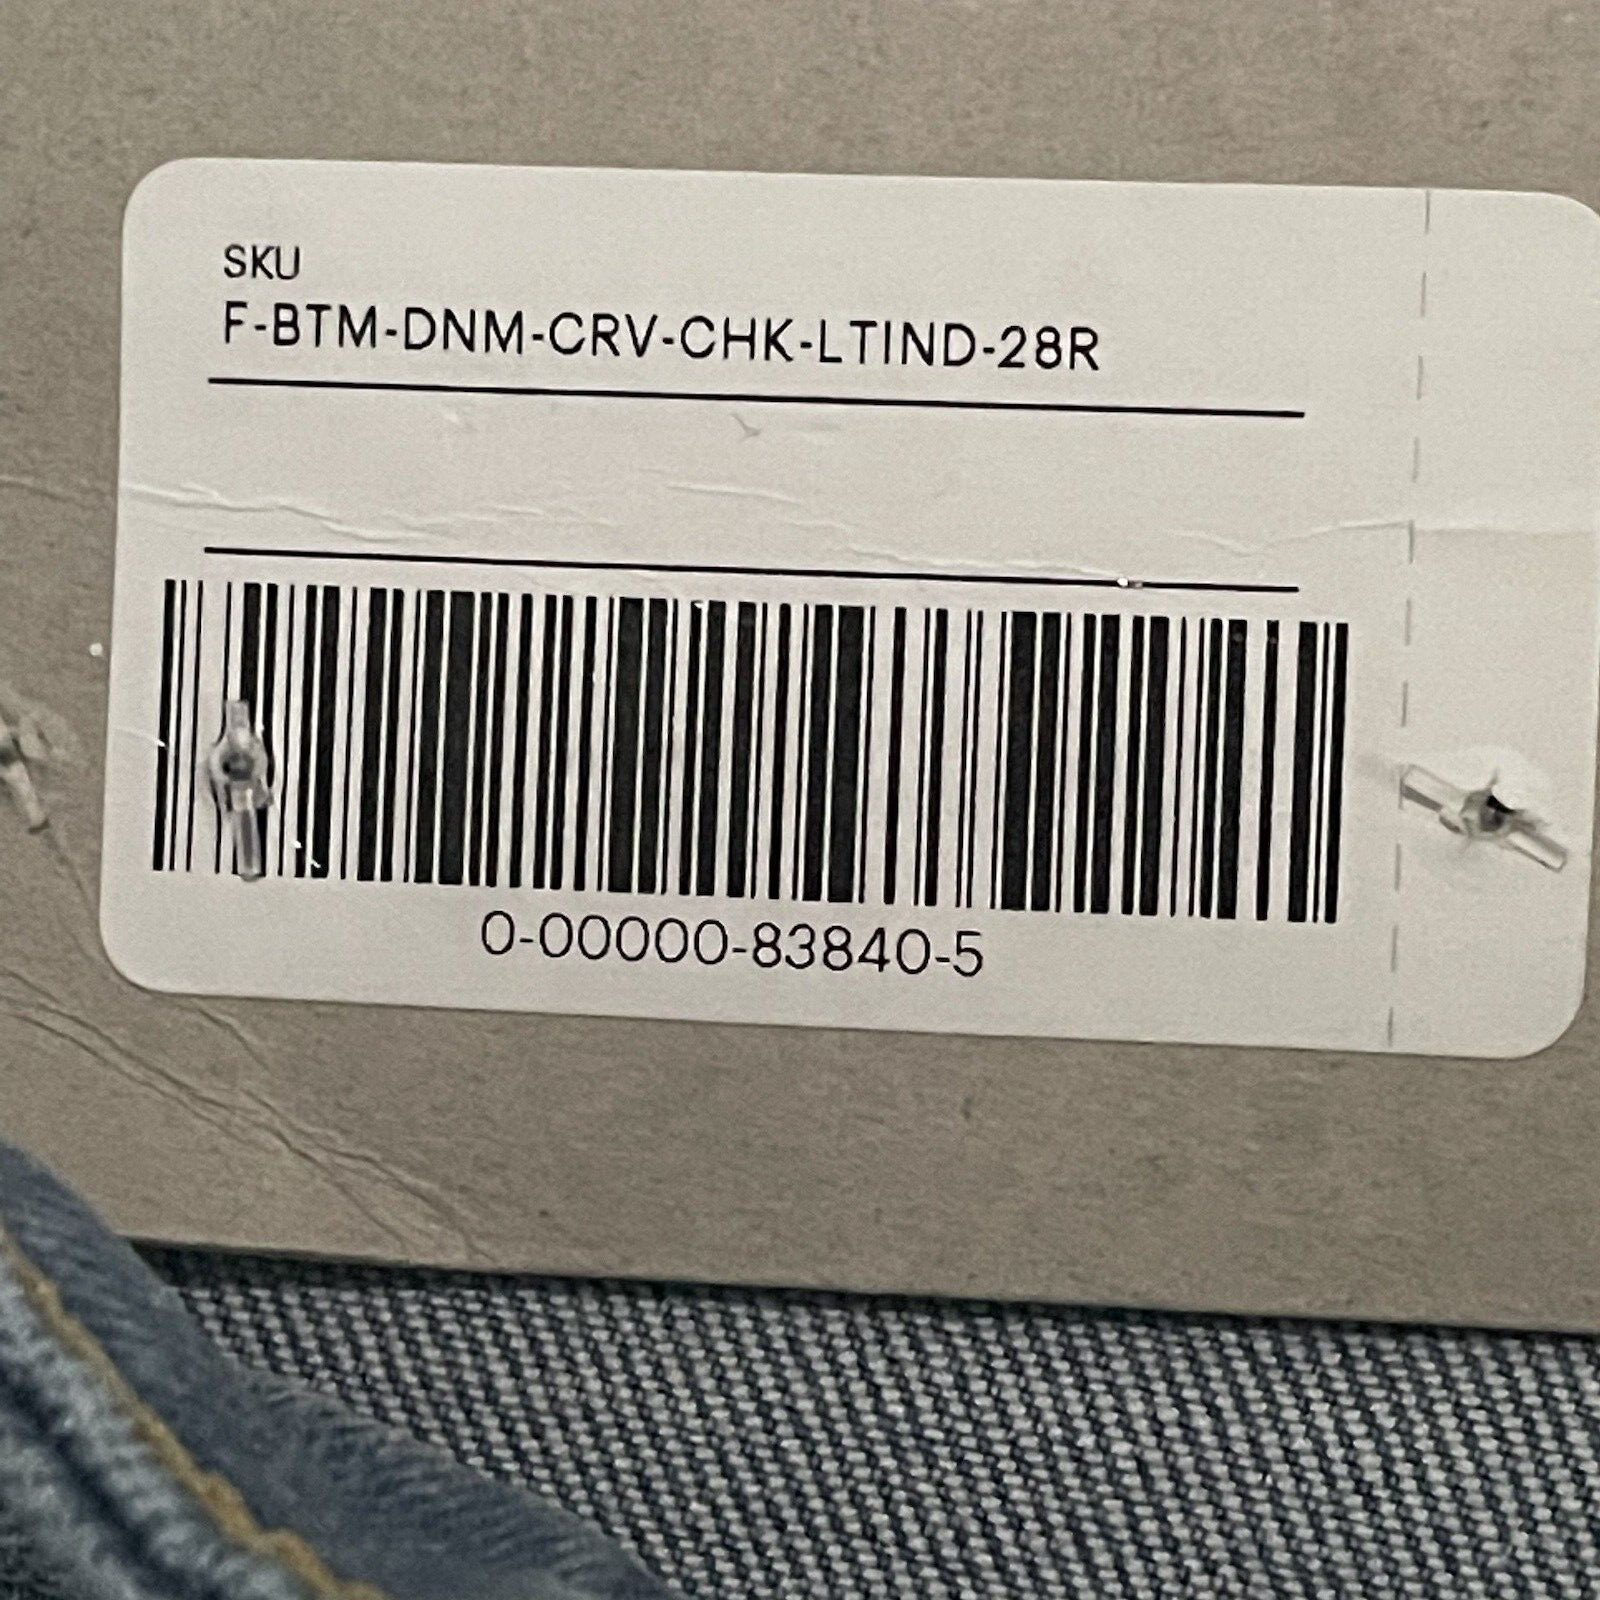 SKU
F-BTM-DNM-CRV-CHK-LTIND-28R
0-00000-83840-5